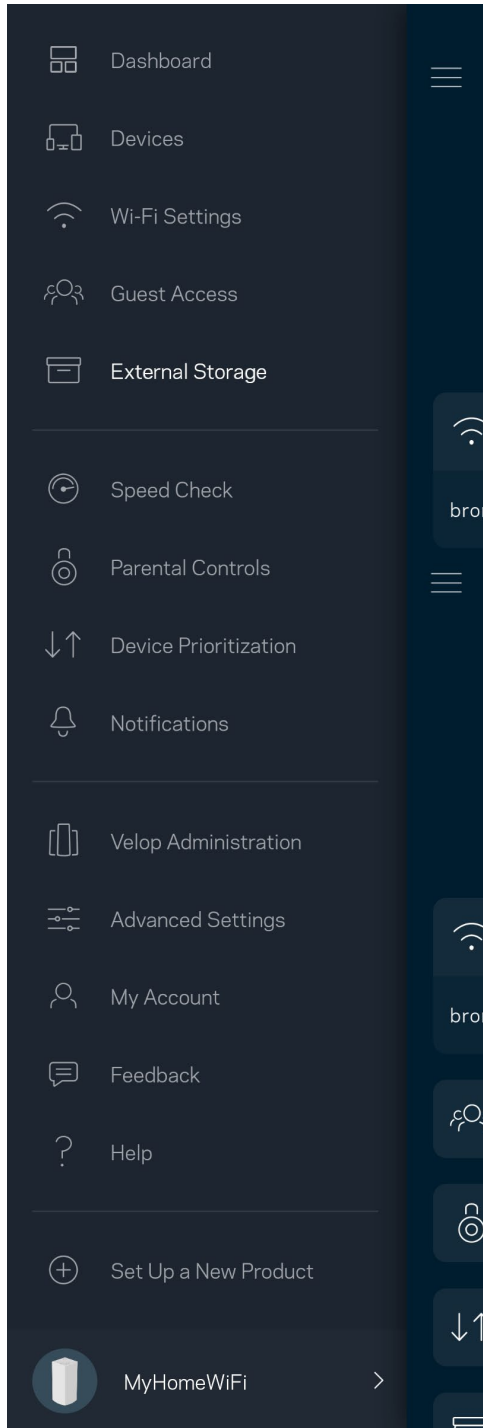 Dashboard
Devices
Wi-Fi Settings
Guest Access
External Storage
Speed Check
Parental Controls
Device Prioritization
Notifications
Velop Administration
Advanced Settings
My Account
Feedback
? Help
Set Up a New Product
MyHomeWiFi